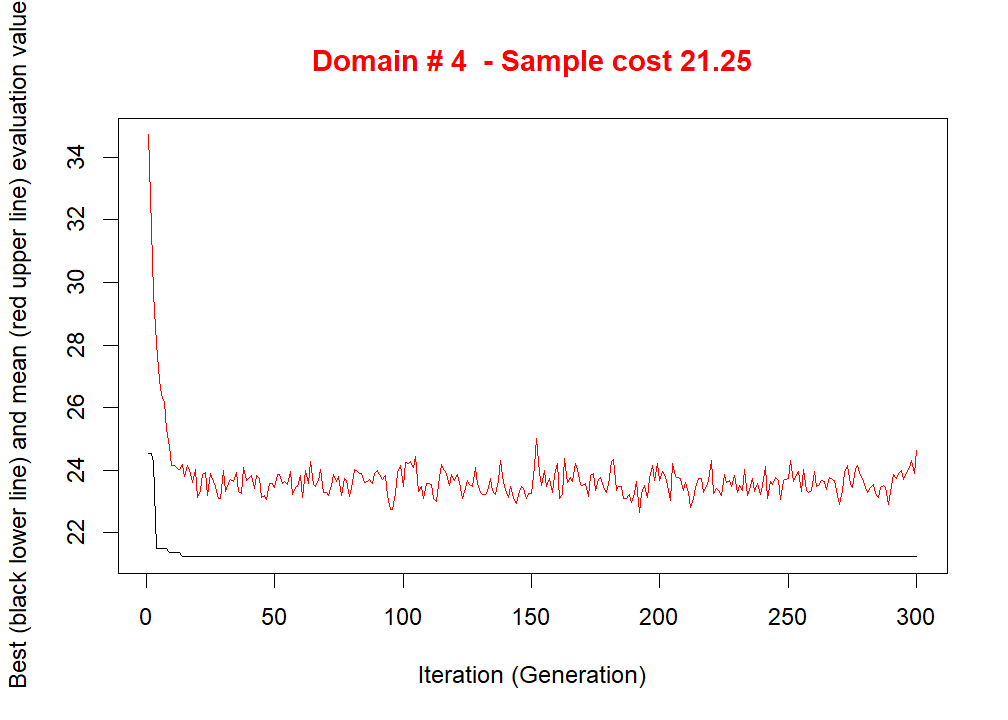 Domain # 4  - Sample cost 21.25
Best (black lower line) and mean (red upper line) evaluation value
34
32
30
28
26
24
22
0 50 100 150 200 250 300
Iteration (Generation)